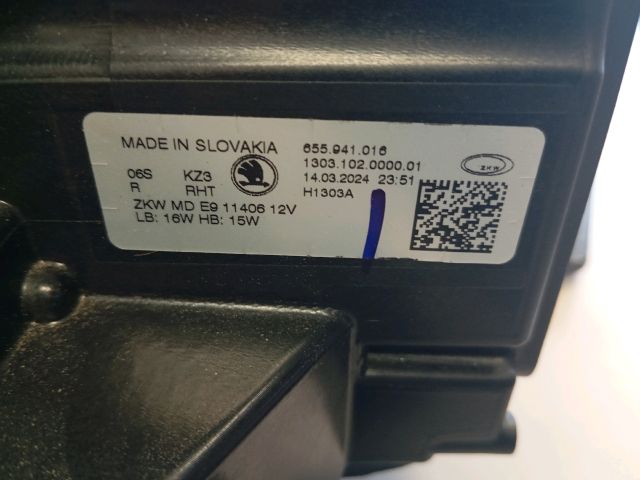 MADE IN SLOVAKIA
655.941.016
1303.102.0000.01
06S KZ3
14.03.2024 23:51
R RHT
H1303A
ZKW MD E9 11406 12V
LB: 16W HB: 15W
ZKW